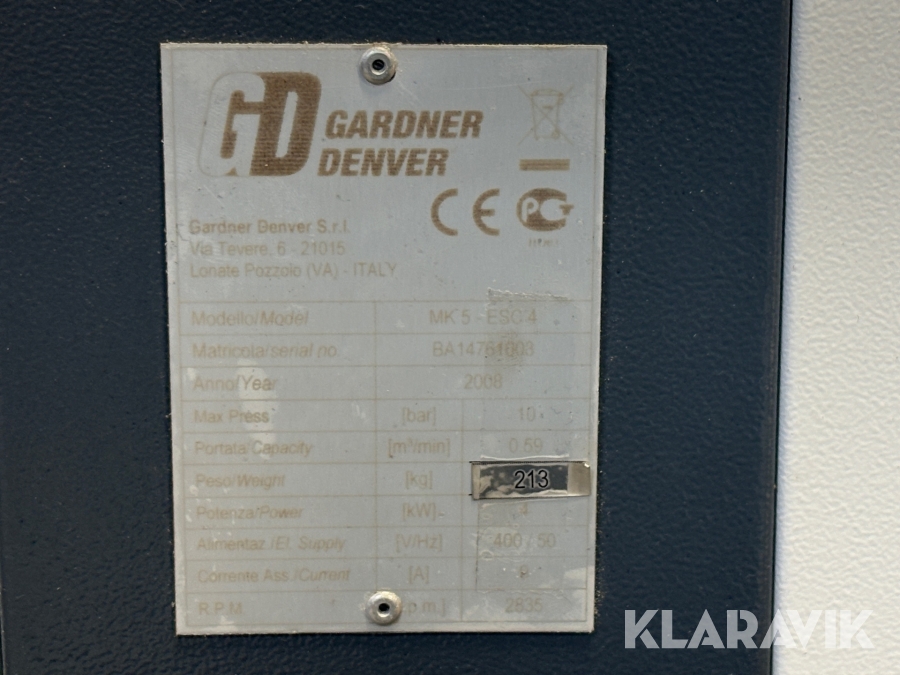 GD GARDNER
DENVER
CE PG
Gardner Denver S.r.l.
Via Tevere, 6 - 21015
Lonate Pozzolo (VA) - ITALY
Modello/Model MK 5 - ESC 4
Matricola/serial no BA14761003
Anno/Year 2008
Max Press [bar] 10
Portata/Capacity [m³/min] 0.59
Peso/Weight [kg] 213
Potenza/Power [kW] 4
Alimentaz./El. Supply [V/Hz] 400 / 50
Corrente Ass./Current [A] 9
R.P.M. 2835
KLARAVIK